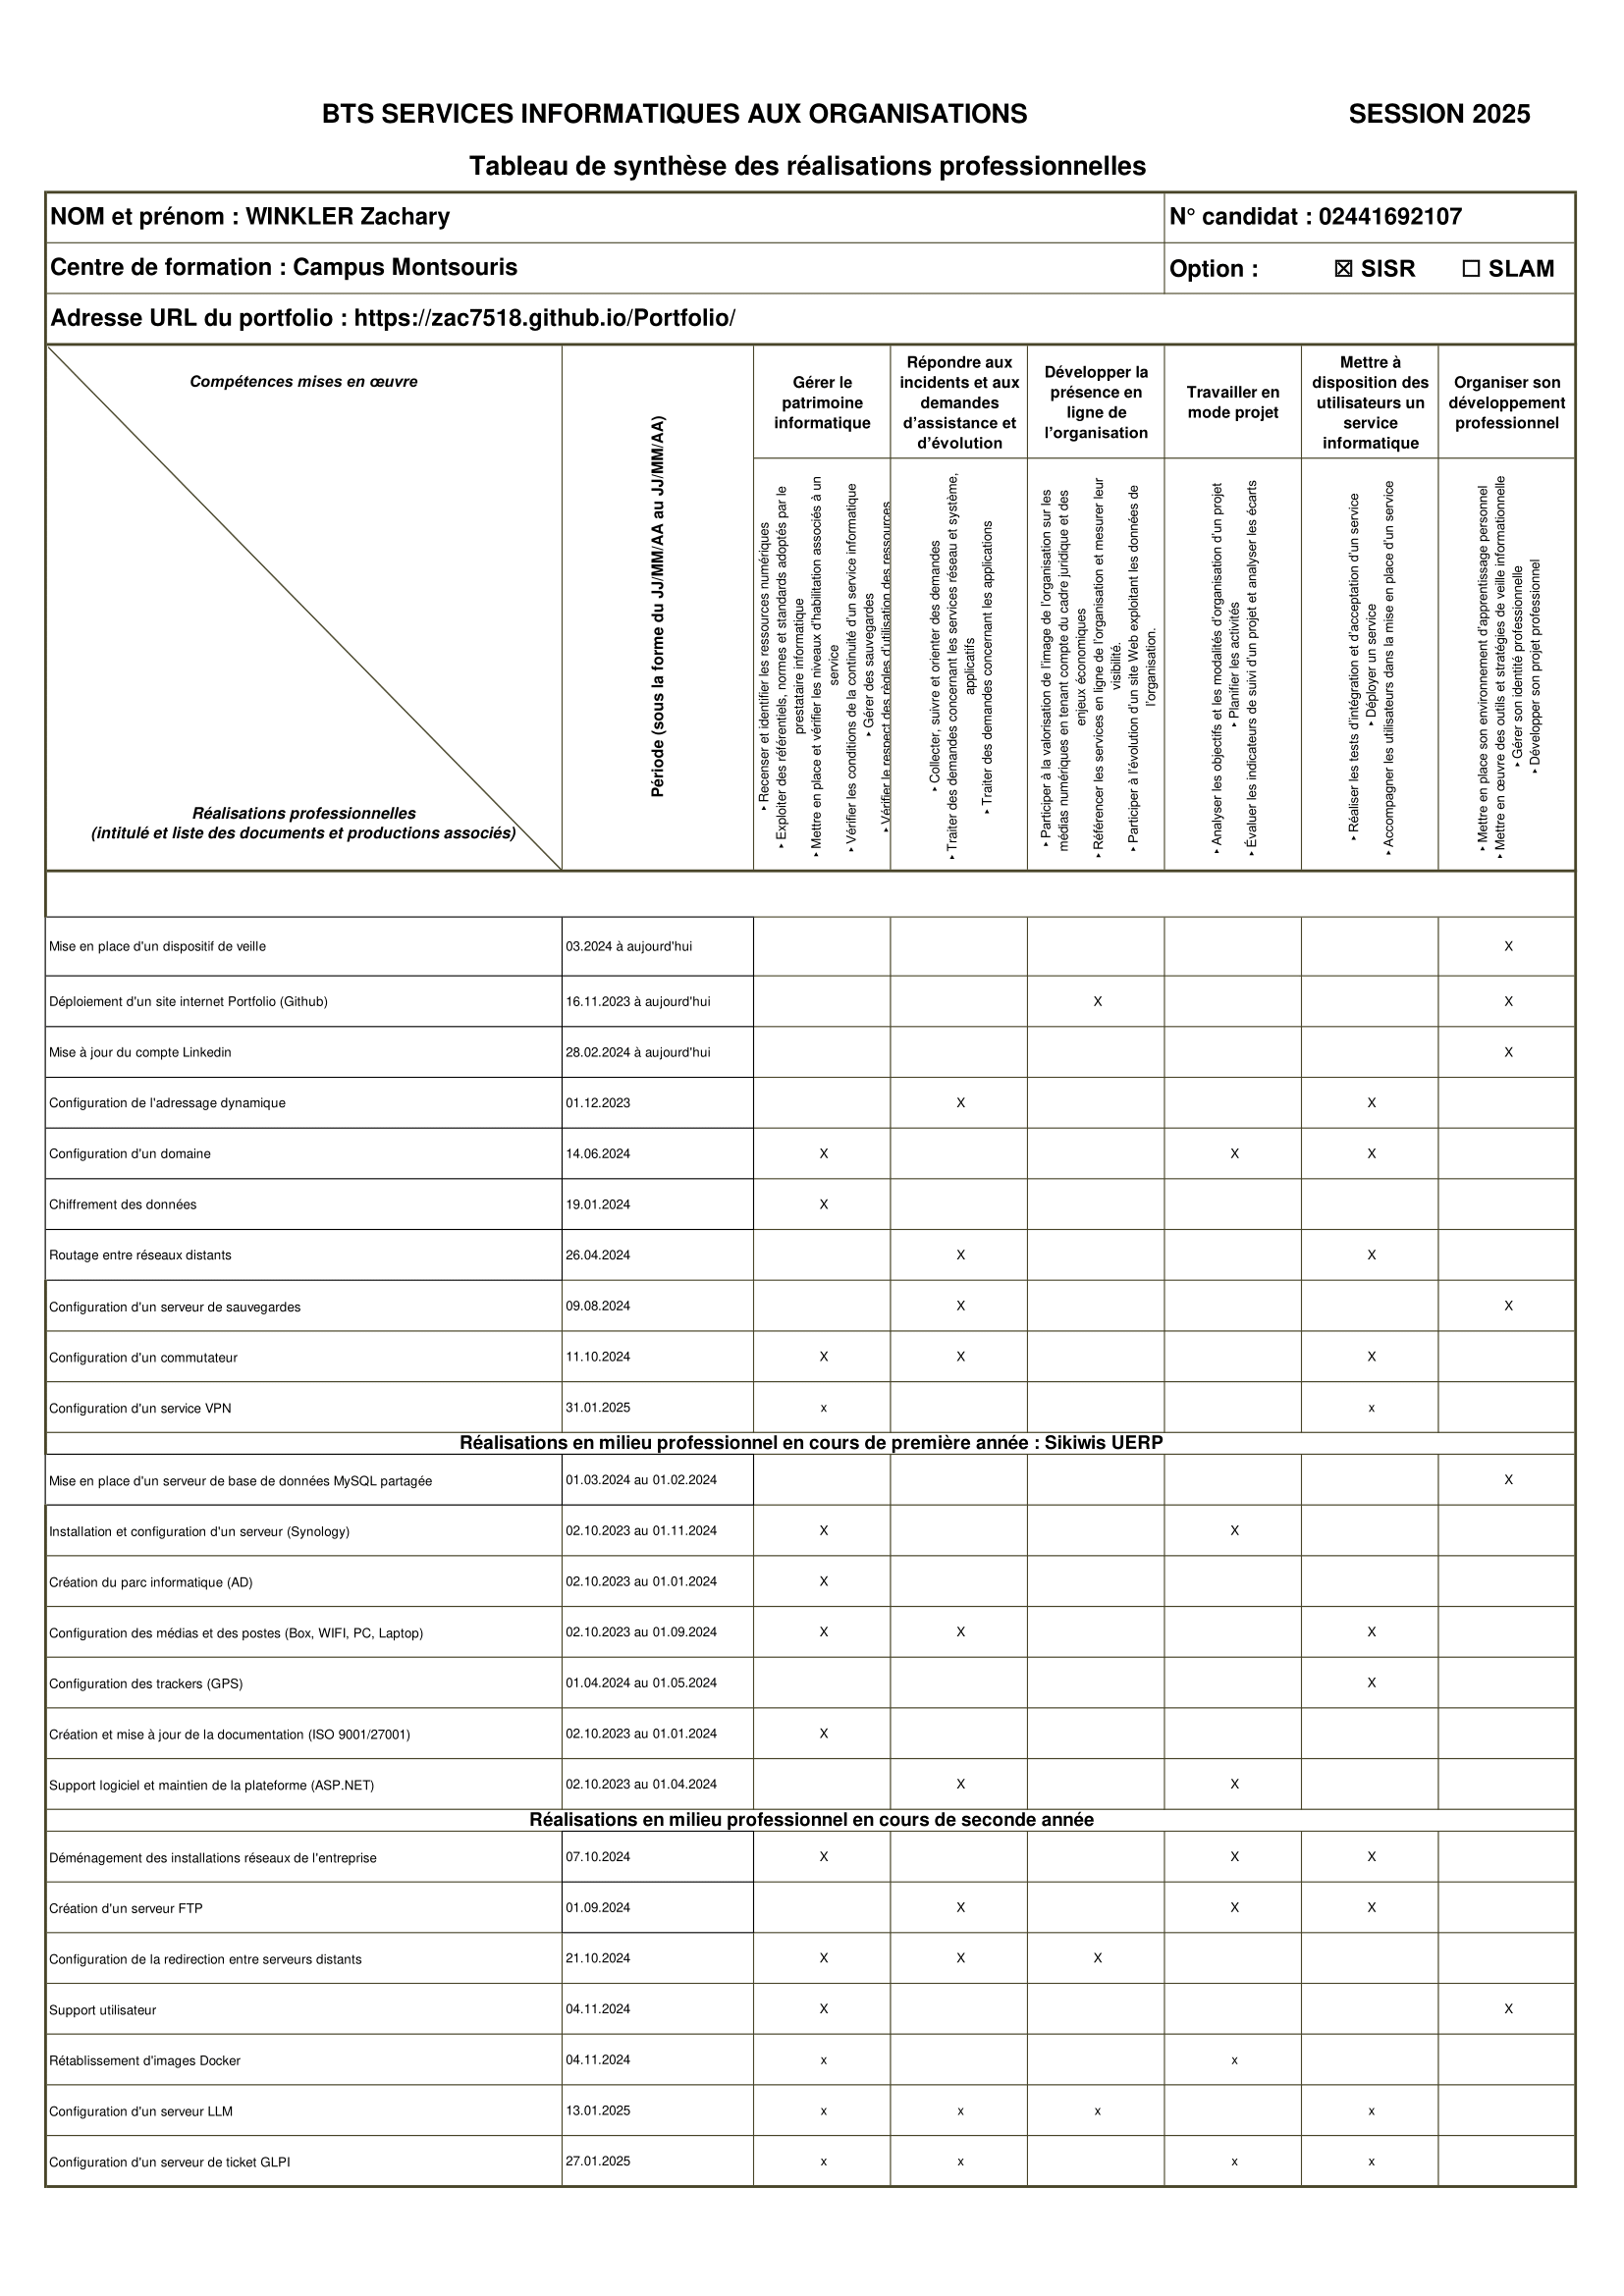 BTS SERVICES INFORMATIQUES AUX ORGANISATIONS SESSION 2025
Tableau de synthèse des réalisations professionnelles
NOM et prénom : WINKLER Zachary N° candidat : 02441692107
Centre de formation : Campus Montsouris Option : ☒ SISR ☐ SLAM
Adresse URL du portfolio : https://zac7518.github.io/Portfolio/
Compétences mises en œuvre
Réalisations professionnelles
(intitulé et liste des documents et productions associés)
Période (sous la forme du JJ/MM/AA au JJ/MM/AA)
Gérer le
patrimoine
informatique
Répondre aux
incidents et aux
demandes
d’assistance et
d’évolution
Développer la
présence en
ligne de
l’organisation
Travailler en
mode projet
Mettre à
disposition des
utilisateurs un
service
informatique
Organiser son
développement
professionnel
‣ Recenser et identifier les ressources numériques
‣ Exploiter des référentiels, normes et standards adoptés par le
prestataire informatique
‣ Mettre en place et vérifier les niveaux d’habilitation associés à un
service
‣ Vérifier les conditions de la continuité d’un service informatique
‣ Gérer des sauvegardes
‣ Vérifier le respect des règles d’utilisation des ressources
‣ Collecter, suivre et orienter des demandes
‣ Traiter des demandes concernant les services réseau et système,
applicatifs
‣ Traiter des demandes concernant les applications
‣ Participer à la valorisation de l’image de l’organisation sur les
médias numériques en tenant compte du cadre juridique et des
enjeux économiques
‣ Référencer les services en ligne de l’organisation et mesurer leur
visibilité.
‣ Participer à l’évolution d’un site Web exploitant les données de
l’organisation.
‣ Analyser les objectifs et les modalités d’organisation d’un projet
‣ Planifier les activités
‣ Évaluer les indicateurs de suivi d’un projet et analyser les écarts
‣ Réaliser les tests d’intégration et d’acceptation d’un service
‣ Déployer un service
‣ Accompagner les utilisateurs dans la mise en place d’un service
‣ Mettre en place son environnement d’apprentissage personnel
‣ Mettre en œuvre des outils et stratégies de veille informationnelle
‣ Gérer son identité professionnelle
‣ Développer son projet professionnel
Mise en place d'un dispositif de veille 03.2024 à aujourd'hui X
Déploiement d'un site internet Portfolio (Github) 16.11.2023 à aujourd'hui X X
Mise à jour du compte Linkedin 28.02.2024 à aujourd'hui X
Configuration de l'adressage dynamique 01.12.2023 X X
Configuration d'un domaine 14.06.2024 X X X
Chiffrement des données 19.01.2024 X
Routage entre réseaux distants 26.04.2024 X X
Configuration d'un serveur de sauvegardes 09.08.2024 X X
Configuration d'un commutateur 11.10.2024 X X X
Configuration d'un service VPN 31.01.2025 x x
Réalisations en milieu professionnel en cours de première année : Sikiwis UERP
Mise en place d'un serveur de base de données MySQL partagée 01.03.2024 au 01.02.2024 X
Installation et configuration d'un serveur (Synology) 02.10.2023 au 01.11.2024 X X
Création du parc informatique (AD) 02.10.2023 au 01.01.2024 X
Configuration des médias et des postes (Box, WIFI, PC, Laptop) 02.10.2023 au 01.09.2024 X X X
Configuration des trackers (GPS) 01.04.2024 au 01.05.2024 X
Création et mise à jour de la documentation (ISO 9001/27001) 02.10.2023 au 01.01.2024 X
Support logiciel et maintien de la plateforme (ASP.NET) 02.10.2023 au 01.04.2024 X X
Réalisations en milieu professionnel en cours de seconde année
Déménagement des installations réseaux de l'entreprise 07.10.2024 X X X
Création d'un serveur FTP 01.09.2024 X X X
Configuration de la redirection entre serveurs distants 21.10.2024 X X X
Support utilisateur 04.11.2024 X X
Rétablissement d'images Docker 04.11.2024 x x
Configuration d'un serveur LLM 13.01.2025 x x x x
Configuration d'un serveur de ticket GLPI 27.01.2025 x x x x